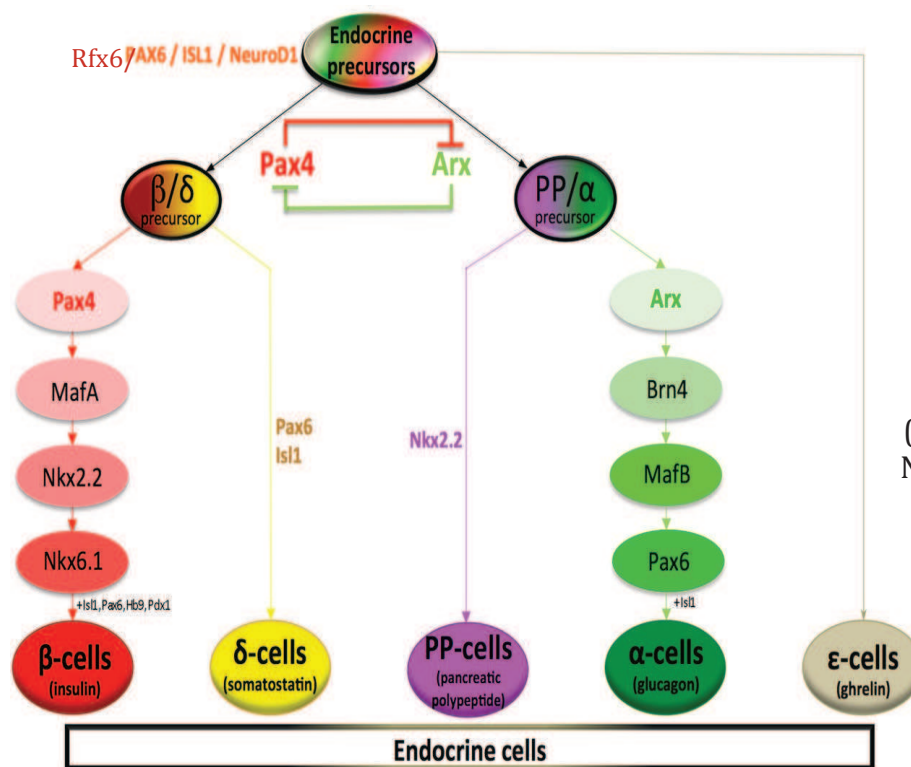 Endocrine
precursors
Rfx6/PAX6 / ISL1 / NeuroD1
Pax4
Arx
β/δ
precursor
PP/α
precursor
Pax4
Arx
MafA
Brn4
Pax6
Isl1
Nkx2.2
(
N
Nkx2.2
MafB
Nkx6.1
Pax6
+Isl1,Pax6,Hb9,Pdx1
+Isl1
β-cells
(insulin)
δ-cells
(somatostatin)
PP-cells
(pancreatic
polypeptide)
α-cells
(glucagon)
ε-cells
(ghrelin)
Endocrine cells